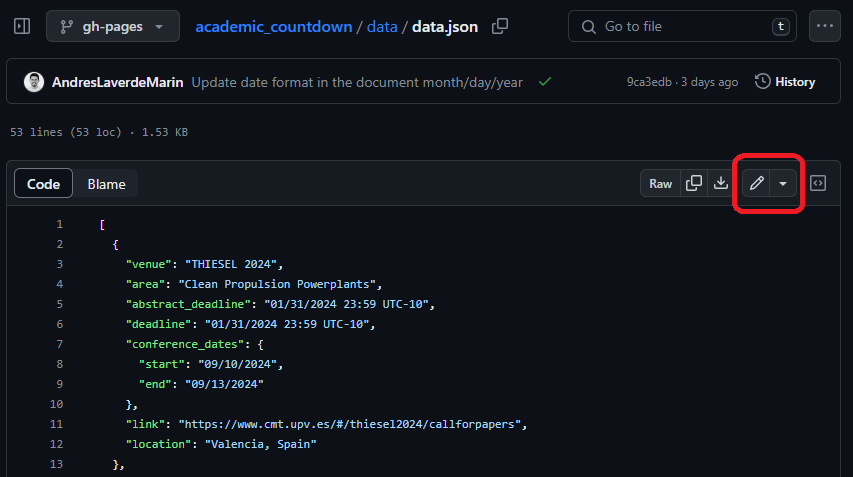 gh-pages academic_countdown / data / data.json Go to file t
AndresLaverdeMarin Update date format in the document month/day/year 9ca3edb · 3 days ago History
53 lines (53 loc) · 1.53 KB
Code Blame Raw
1 [
2 {
3 "venue": "THIESEL 2024",
4 "area": "Clean Propulsion Powerplants",
5 "abstract_deadline": "01/31/2024 23:59 UTC-10",
6 "deadline": "01/31/2024 23:59 UTC-10",
7 "conference_dates": {
8 "start": "09/10/2024",
9 "end": "09/13/2024"
10 },
11 "link": "https://www.cmt.upv.es/#/thiesel2024/callforpapers",
12 "location": "Valencia, Spain"
13 },